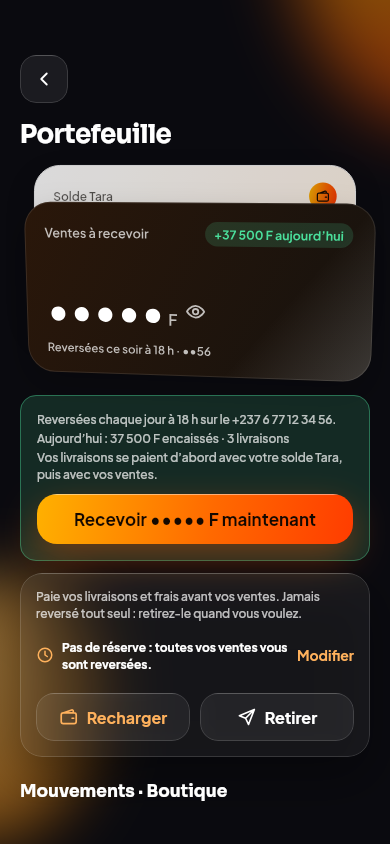 Portefeuille
Solde Tara
Ventes à recevoir
+37 500 F aujourd'hui
●●●●● F
Reversées ce soir à 18 h · ●●56
Reversées chaque jour à 18 h sur le +237 6 77 12 34 56.
Aujourd'hui : 37 500 F encaissés · 3 livraisons
Vos livraisons se paient d'abord avec votre solde Tara,
puis avec vos ventes.
Recevoir ●●●●● F maintenant
Paie vos livraisons et frais avant vos ventes. Jamais
reversé tout seul : retirez-le quand vous voulez.
Pas de réserve : toutes vos ventes vous
sont reversées.
Modifier
Recharger
Retirer
Mouvements · Boutique